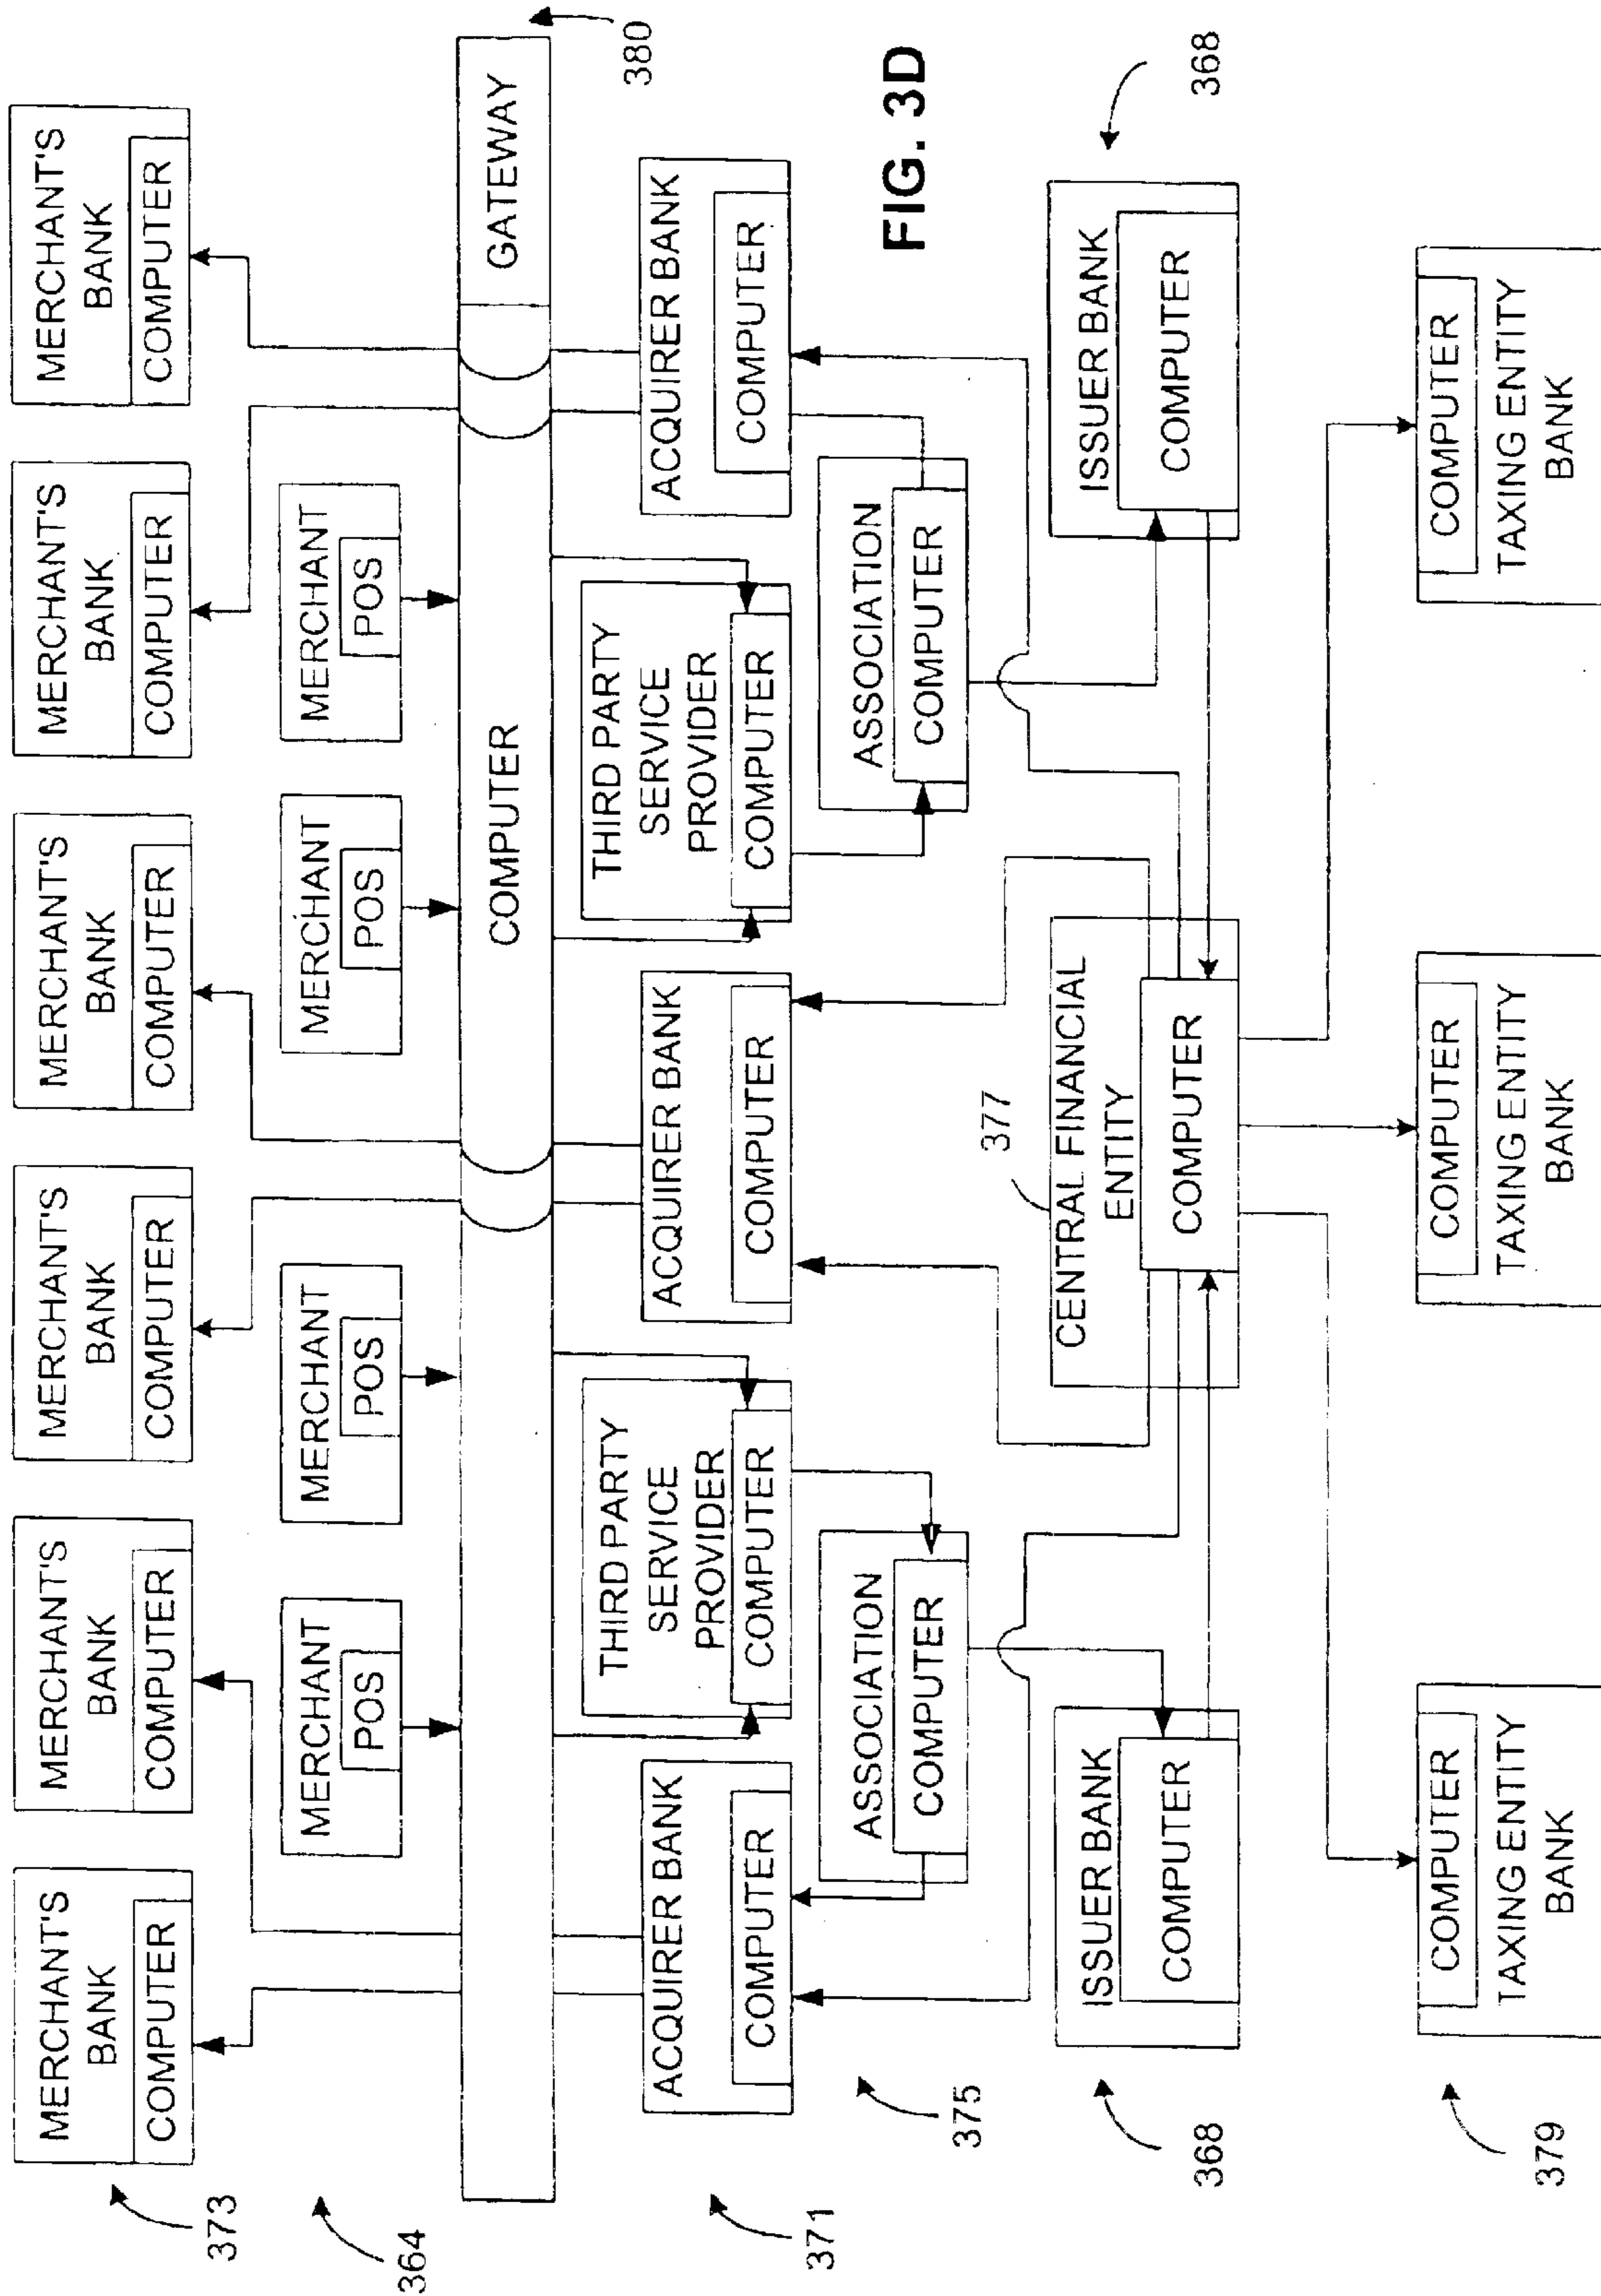 MERCHANT'S
BANK
COMPUTER
MERCHANT'S
BANK
COMPUTER
MERCHANT'S
BANK
COMPUTER
MERCHANT'S
BANK
COMPUTER
MERCHANT'S
BANK
COMPUTER
MERCHANT'S
BANK
COMPUTER
373
MERCHANT
POS
MERCHANT
POS
MERCHANT
POS
MERCHANT
POS
364
COMPUTER
GATEWAY
380
ACQUIRER BANK
COMPUTER
THIRD PARTY
SERVICE
PROVIDER
COMPUTER
ACQUIRER BANK
COMPUTER
THIRD PARTY
SERVICE
PROVIDER
COMPUTER
ACQUIRER BANK
COMPUTER
371
ASSOCIATION
COMPUTER
ASSOCIATION
COMPUTER
375
FIG. 3D
377
ISSUER BANK
COMPUTER
CENTRAL FINANCIAL
ENTITY
COMPUTER
ISSUER BANK
COMPUTER
368
368
COMPUTER
TAXING ENTITY
BANK
COMPUTER
TAXING ENTITY
BANK
COMPUTER
TAXING ENTITY
BANK
379